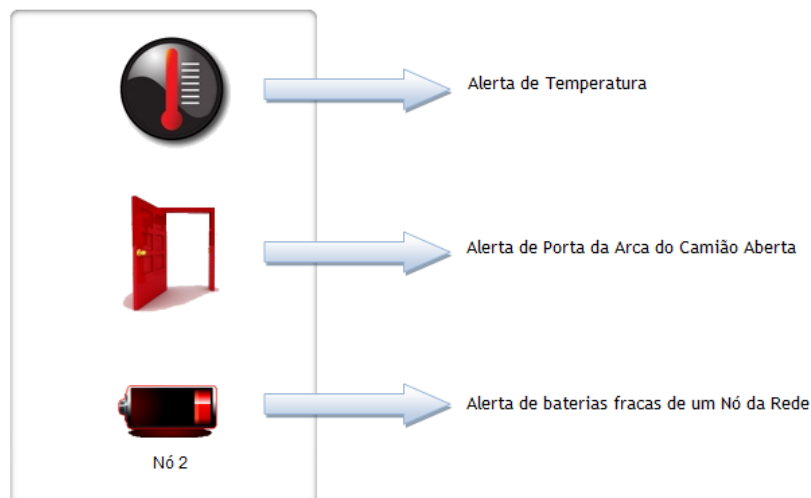 Alerta de Temperatura
Alerta de Porta da Arca do Camião Aberta
Alerta de baterias fracas de um Nó da Rede
Nó 2